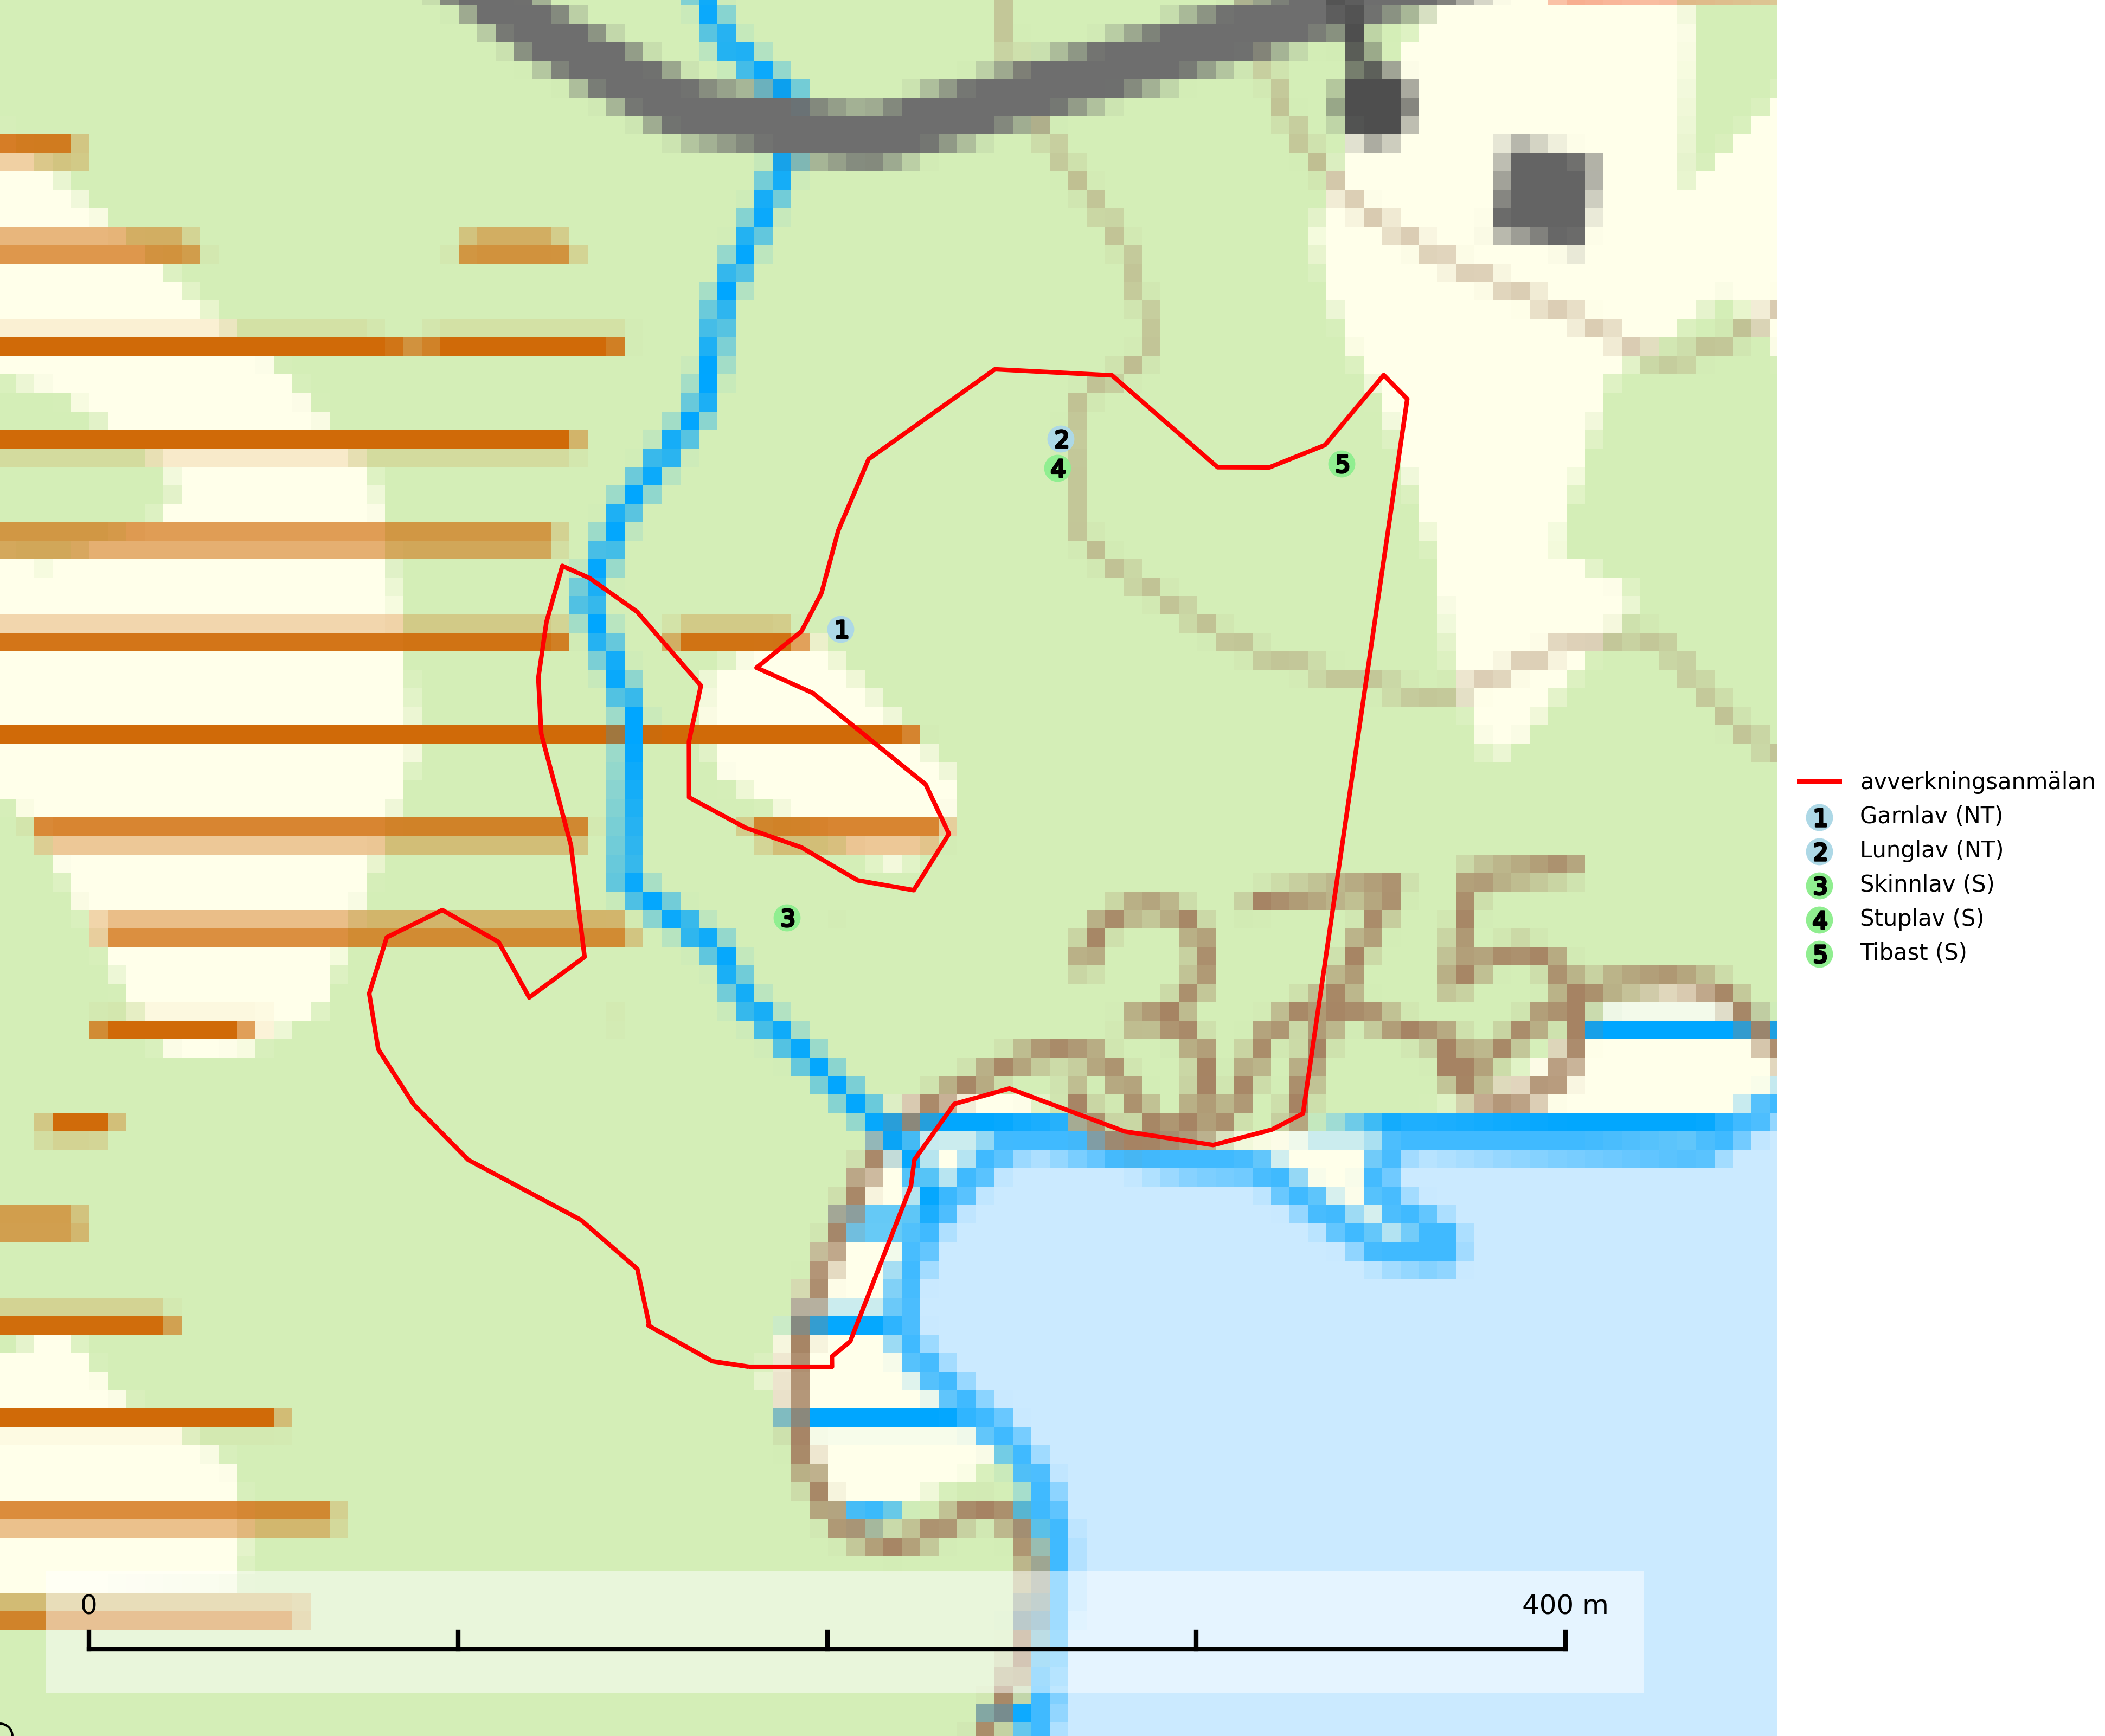 2
4
5
1
3
375
avverkningsanmälan
1 Garnlav (NT)
2 Lunglav (NT)
3 Skinnlav (S)
4 Stuplav (S)
5 Tibast (S)
0 400 m